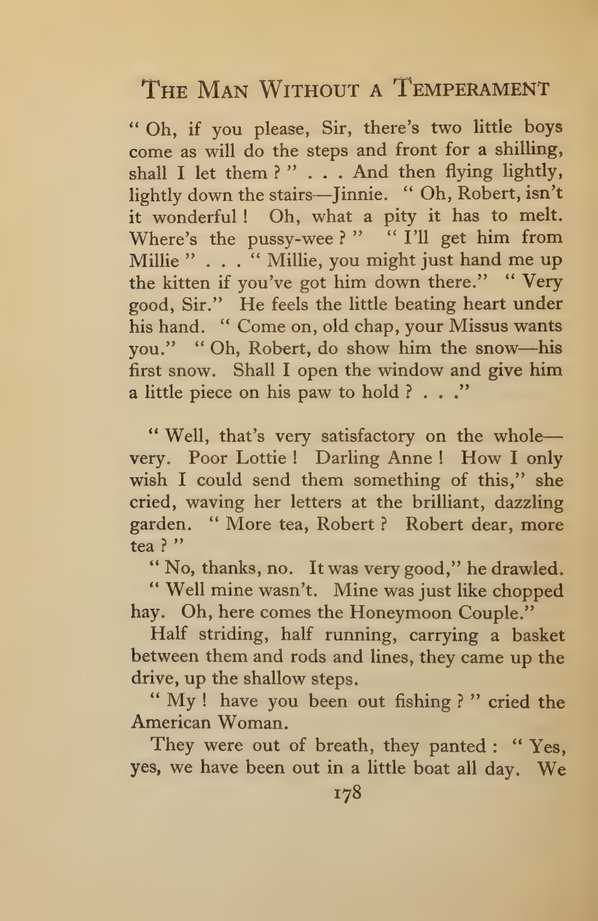 The Man Without a Temperament
“ Oh, if you please, Sir, there’s two little boys
come as will do the steps and front for a shilling,
shall I let them ? ” . . . And then flying lightly,
lightly down the stairs—Jinnie. “ Oh, Robert, isn’t
it wonderful ! Oh, what a pity it has to melt.
Where’s the pussy-wee ? ” “ I’ll get him from
Millie ” . . . “ Millie, you might just hand me up
the kitten if you’ve got him down there.” “ Very
good, Sir.” He feels the little beating heart under
his hand. “ Come on, old chap, your Missus wants
you.” “ Oh, Robert, do show him the snow—his
first snow. Shall I open the window and give him
a little piece on his paw to hold ? . . .”
“ Well, that’s very satisfactory on the whole—
very. Poor Lottie ! Darling Anne ! How I only
wish I could send them something of this,” she
cried, waving her letters at the brilliant, dazzling
garden. “ More tea, Robert ? Robert dear, more
tea ? ”
“ No, thanks, no. It was very good,” he drawled.
“ Well mine wasn’t. Mine was just like chopped
hay. Oh, here comes the Honeymoon Couple.”
Half striding, half running, carrying a basket
between them and rods and lines, they came up the
drive, up the shallow steps.
“ My ! have you been out fishing ? ” cried the
American Woman.
They were out of breath, they panted : “ Yes,
yes, we have been out in a little boat all day. We
178